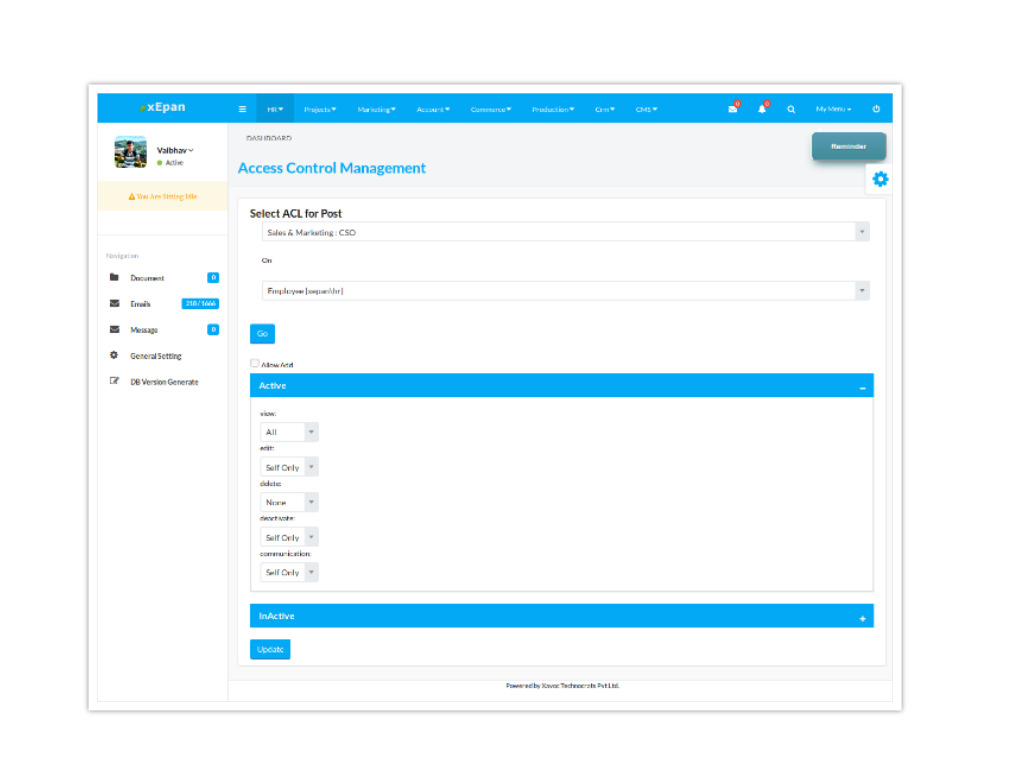 xEpan
HR Projects Marketing Account Commerce Production Crm CMS 0 0 My Menu
Vaibhav
Active
You Are Sitting Idle
DASHBOARD
Reminder
Access Control Management
Navigation
Document 0
Emails 210 / 1666
Message 0
General Setting
DB Version Generate
Select ACL for Post
Sales & Marketing : CSO
On
Employee [xepan\hr]
Go
Allow Add
Active
view:
All
edit:
Self Only
delete:
None
deactivate:
Self Only
communication:
Self Only
InActive
Update
Powered by Xavoc Technocrats Pvt Ltd.